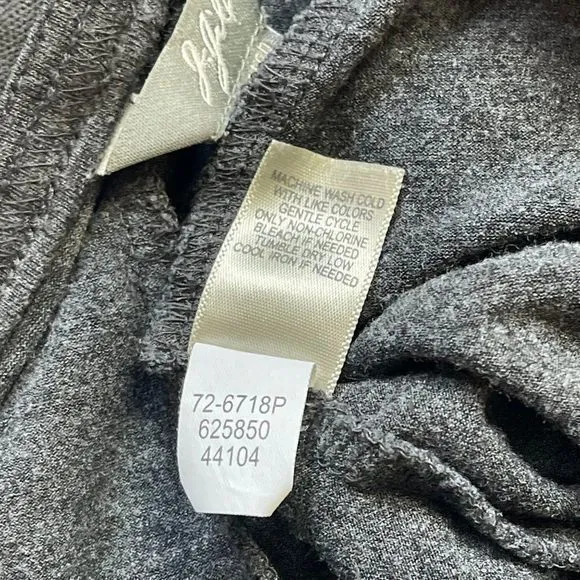 MACHINE WASH COLD
WITH LIKE COLORS
GENTLE CYCLE
ONLY NON-CHLORINE
BLEACH IF NEEDED
TUMBLE DRY LOW
COOL IRON IF NEEDED
72-6718P
625850
44104